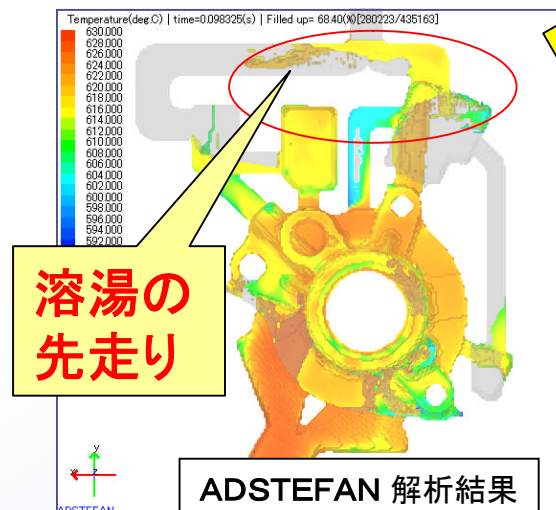 Temperature(deg.C) | time=0.098325(s) | Filled up= 68.40(%)[280223/435163]
630.000
628.000
626.000
624.000
622.000
620.000
618.000
616.000
614.000
612.000
610.000
608.000
606.000
604.000
602.000
600.000
598.000
596.000
594.000
592.000
溶湯の
先走り
y
x
z
ADSTEFAN
ADSTEFAN 解析結果